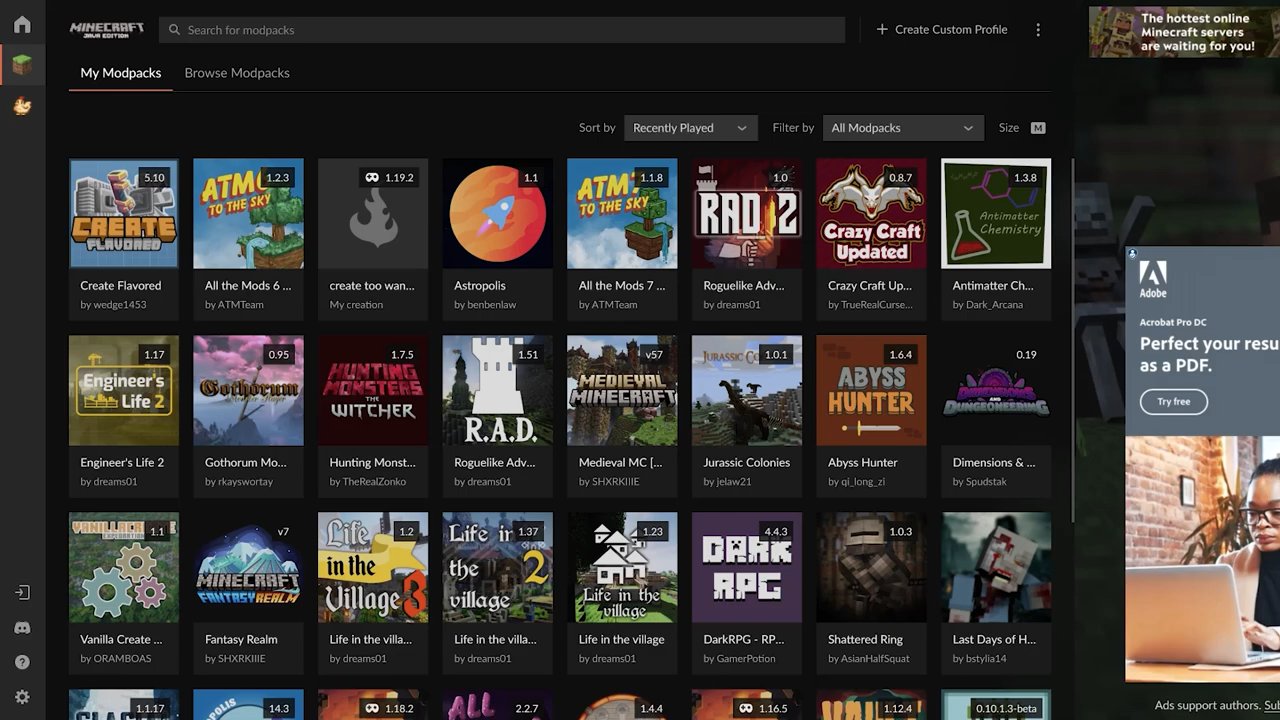 MINECRAFT
JAVA EDITION
Search for modpacks
Create Custom Profile
The hottest online
Minecraft servers
are waiting for you!
My Modpacks
Browse Modpacks
Sort by
Recently Played
Filter by
All Modpacks
Size
M
5.10
CREATE
FLAVORED
Create Flavored
by wedge1453
1.2.3
TO THE SKY
All the Mods 6 ...
by ATMTeam
1.19.2
create too wan...
My creation
1.1
Astropolis
by benbenlaw
1.1.8
ATM7
TO THE SKY
All the Mods 7 ...
by ATMTeam
1.0
RAD 2
Roguelike Adv...
by dreams01
0.8.7
Crazy Craft
Updated
Crazy Craft Up...
by TrueRealCurse...
1.3.8
Antimatter
Chemistry
Antimatter Ch...
by Dark_Arcana
Adobe
Acrobat Pro DC
Perfect your resu
as a PDF.
Try free
1.17
Engineer's
Life 2
Engineer's Life 2
by dreams01
0.95
Gothorum
Gothorum Mo...
by rkayswortay
1.7.5
HUNTING
MONSTERS
THE
WITCHER
Hunting Monst...
by TheRealZonko
1.51
R.A.D.
Roguelike Adv...
by dreams01
v57
MEDIEVAL
MINECRAFT
Medieval MC [...
by SHXRKIIIE
1.0.1
Jurassic Colonies
by jelaw21
1.6.4
ABYSS
HUNTER
Abyss Hunter
by qi_long_zi
0.19
DIMENSIONS
AND
DUNGEONEERING
Dimensions & ...
by Spudstak
1.1
Vanilla Create ...
by ORAMBOAS
v7
MINECRAFT
FANTASY REALM
Fantasy Realm
by SHXRKIIIE
1.2
Life
in the
Village 3
Life in the villa...
by dreams01
1.37
Life in
the 2
village
Life in the villa...
by dreams01
1.23
Life in the
village
Life in the village
by dreams01
4.4.3
DARK
RPG
DarkRPG - RP...
by GamerPotion
1.0.3
Shattered Ring
by AsianHalfSquat
Last Days of H...
by bstylia14
1.1.17
14.3
1.18.2
2.2.7
ALL
1.4.4
1.16.5
1.12.4
0.10.1.3-beta
Ads support authors.